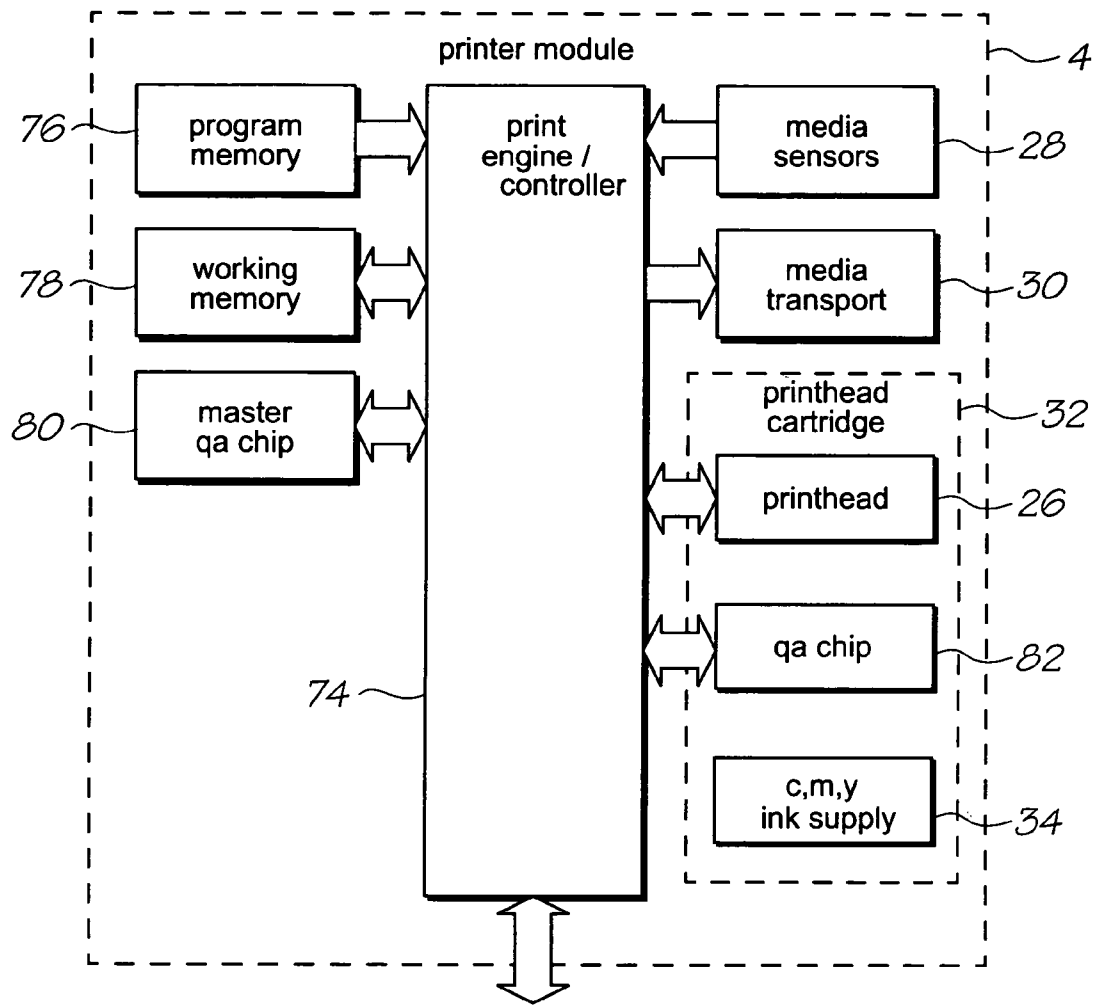 printer module
4
76
program
memory
print
engine /
controller
media
sensors
28
78
working
memory
media
transport
30
80
master
qa chip
printhead
cartridge
32
printhead
26
74
qa chip
82
c,m,y
ink supply
34